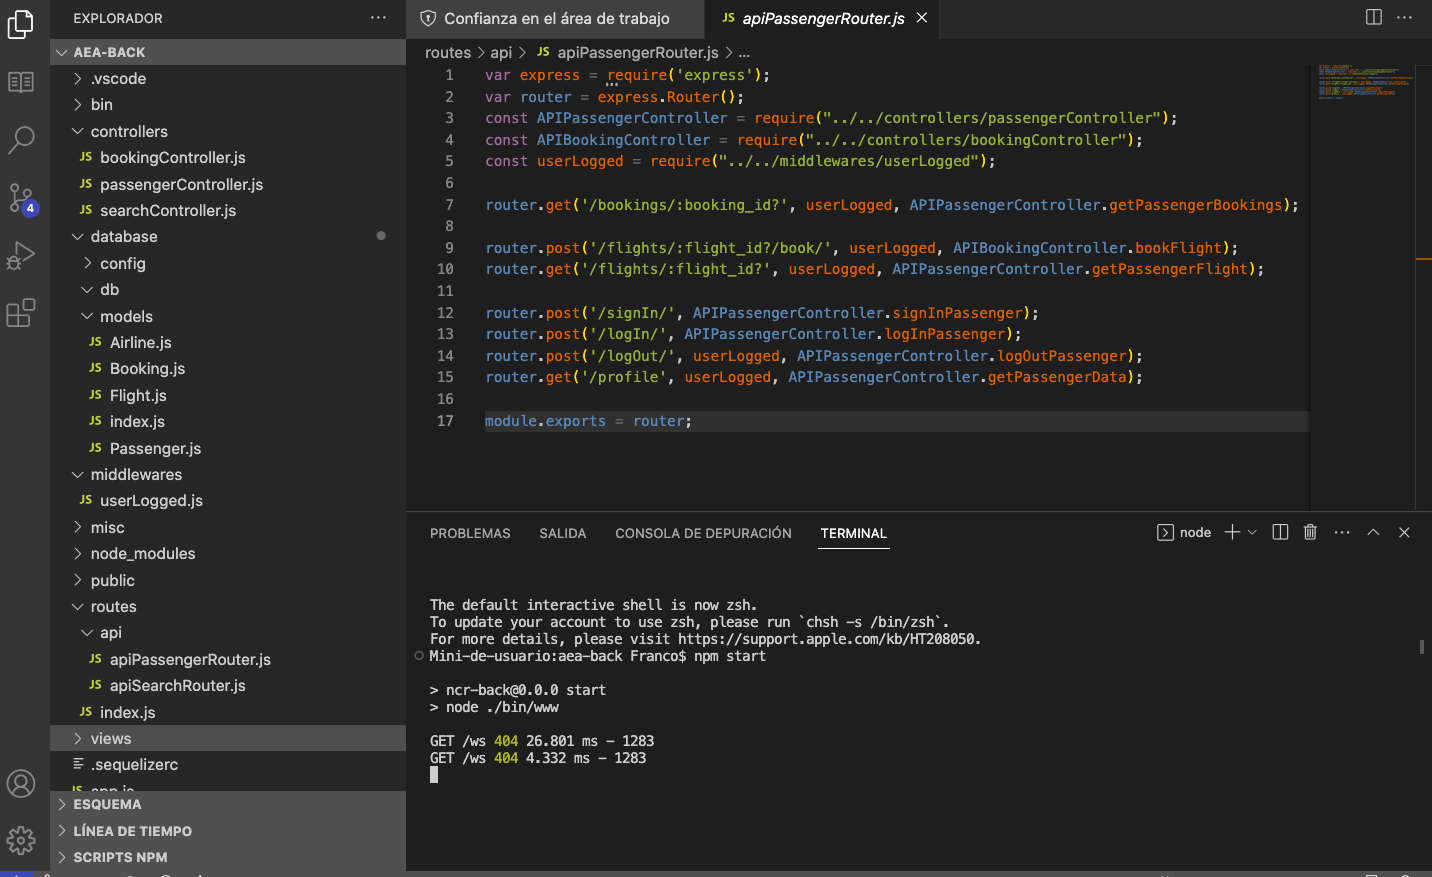 EXPLORADOR
AEA-BACK
.vscode
bin
controllers
JS bookingController.js
JS passengerController.js
JS searchController.js
database
config
db
models
JS Airline.js
JS Booking.js
JS Flight.js
JS index.js
JS Passenger.js
middlewares
JS userLogged.js
misc
node_modules
public
routes
api
JS apiPassengerRouter.js
JS apiSearchRouter.js
JS index.js
views
.sequelizerc
JS app.js
ESQUEMA
LÍNEA DE TIEMPO
SCRIPTS NPM
4
Confianza en el área de trabajo
JS apiPassengerRouter.js
routes > api > JS apiPassengerRouter.js > ...
1 var express = require('express');
2 var router = express.Router();
3 const APIPassengerController = require("../../controllers/passengerController");
4 const APIBookingController = require("../../controllers/bookingController");
5 const userLogged = require("../../middlewares/userLogged");
6
7 router.get('/bookings/:booking_id?', userLogged, APIPassengerController.getPassengerBookings);
8
9 router.post('/flights/:flight_id?/book/', userLogged, APIBookingController.bookFlight);
10 router.get('/flights/:flight_id?', userLogged, APIPassengerController.getPassengerFlight);
11
12 router.post('/signIn/', APIPassengerController.signInPassenger);
13 router.post('/logIn/', APIPassengerController.logInPassenger);
14 router.post('/logOut/', userLogged, APIPassengerController.logOutPassenger);
15 router.get('/profile', userLogged, APIPassengerController.getPassengerData);
16
17 module.exports = router;
PROBLEMAS SALIDA CONSOLA DE DEPURACIÓN TERMINAL
node
The default interactive shell is now zsh.
To update your account to use zsh, please run `chsh -s /bin/zsh`.
For more details, please visit https://support.apple.com/kb/HT208050.
Mini-de-usuario:aea-back Franco$ npm start
> ncr-back@0.0.0 start
> node ./bin/www
GET /ws 404 26.801 ms - 1283
GET /ws 404 4.332 ms - 1283